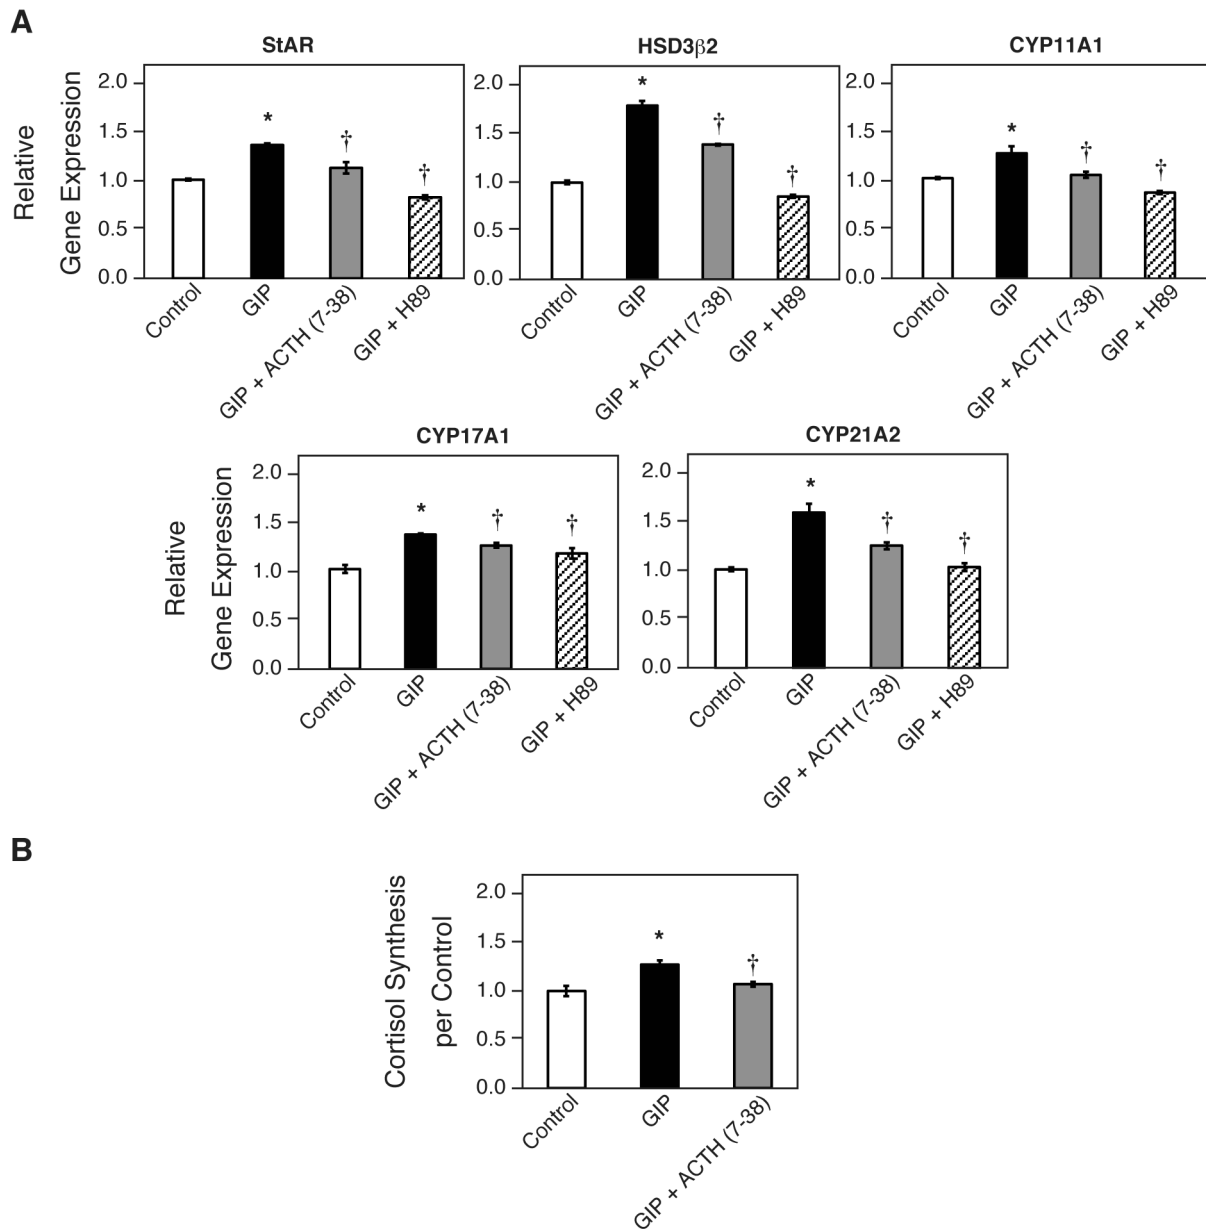 A
StAR
HSD3β2
CYP11A1
Relative
Gene Expression
2.0
1.5
1.0
0.5
0.0
*
†
†
Control
GIP
GIP + ACTH (7-38)
GIP + H89
2.0
1.5
1.0
0.5
0.0
*
†
†
Control
GIP
GIP + ACTH (7-38)
GIP + H89
2.0
1.5
1.0
0.5
0.0
*
†
†
Control
GIP
GIP + ACTH (7-38)
GIP + H89
CYP17A1
CYP21A2
Relative
Gene Expression
2.0
1.5
1.0
0.5
0.0
*
†
†
Control
GIP
GIP + ACTH (7-38)
GIP + H89
2.0
1.5
1.0
0.5
0.0
*
†
†
Control
GIP
GIP + ACTH (7-38)
GIP + H89
B
Cortisol Synthesis
per Control
2.0
1.5
1.0
0.5
0.0
*
†
Control
GIP
GIP + ACTH (7-38)